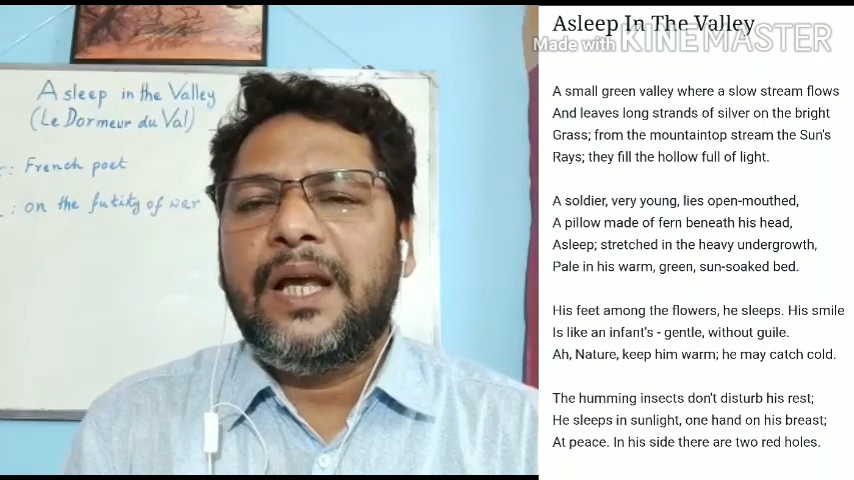 Asleep in the Valley
(Le Dormeur du Val)
: French poet
: on the futility of war
Asleep In The Valley
Made with KINEMASTER
A small green valley where a slow stream flows
And leaves long strands of silver on the bright
Grass; from the mountaintop stream the Sun's
Rays; they fill the hollow full of light.
A soldier, very young, lies open-mouthed,
A pillow made of fern beneath his head,
Asleep; stretched in the heavy undergrowth,
Pale in his warm, green, sun-soaked bed.
His feet among the flowers, he sleeps. His smile
Is like an infant's - gentle, without guile.
Ah, Nature, keep him warm; he may catch cold.
The humming insects don't disturb his rest;
He sleeps in sunlight, one hand on his breast;
At peace. In his side there are two red holes.